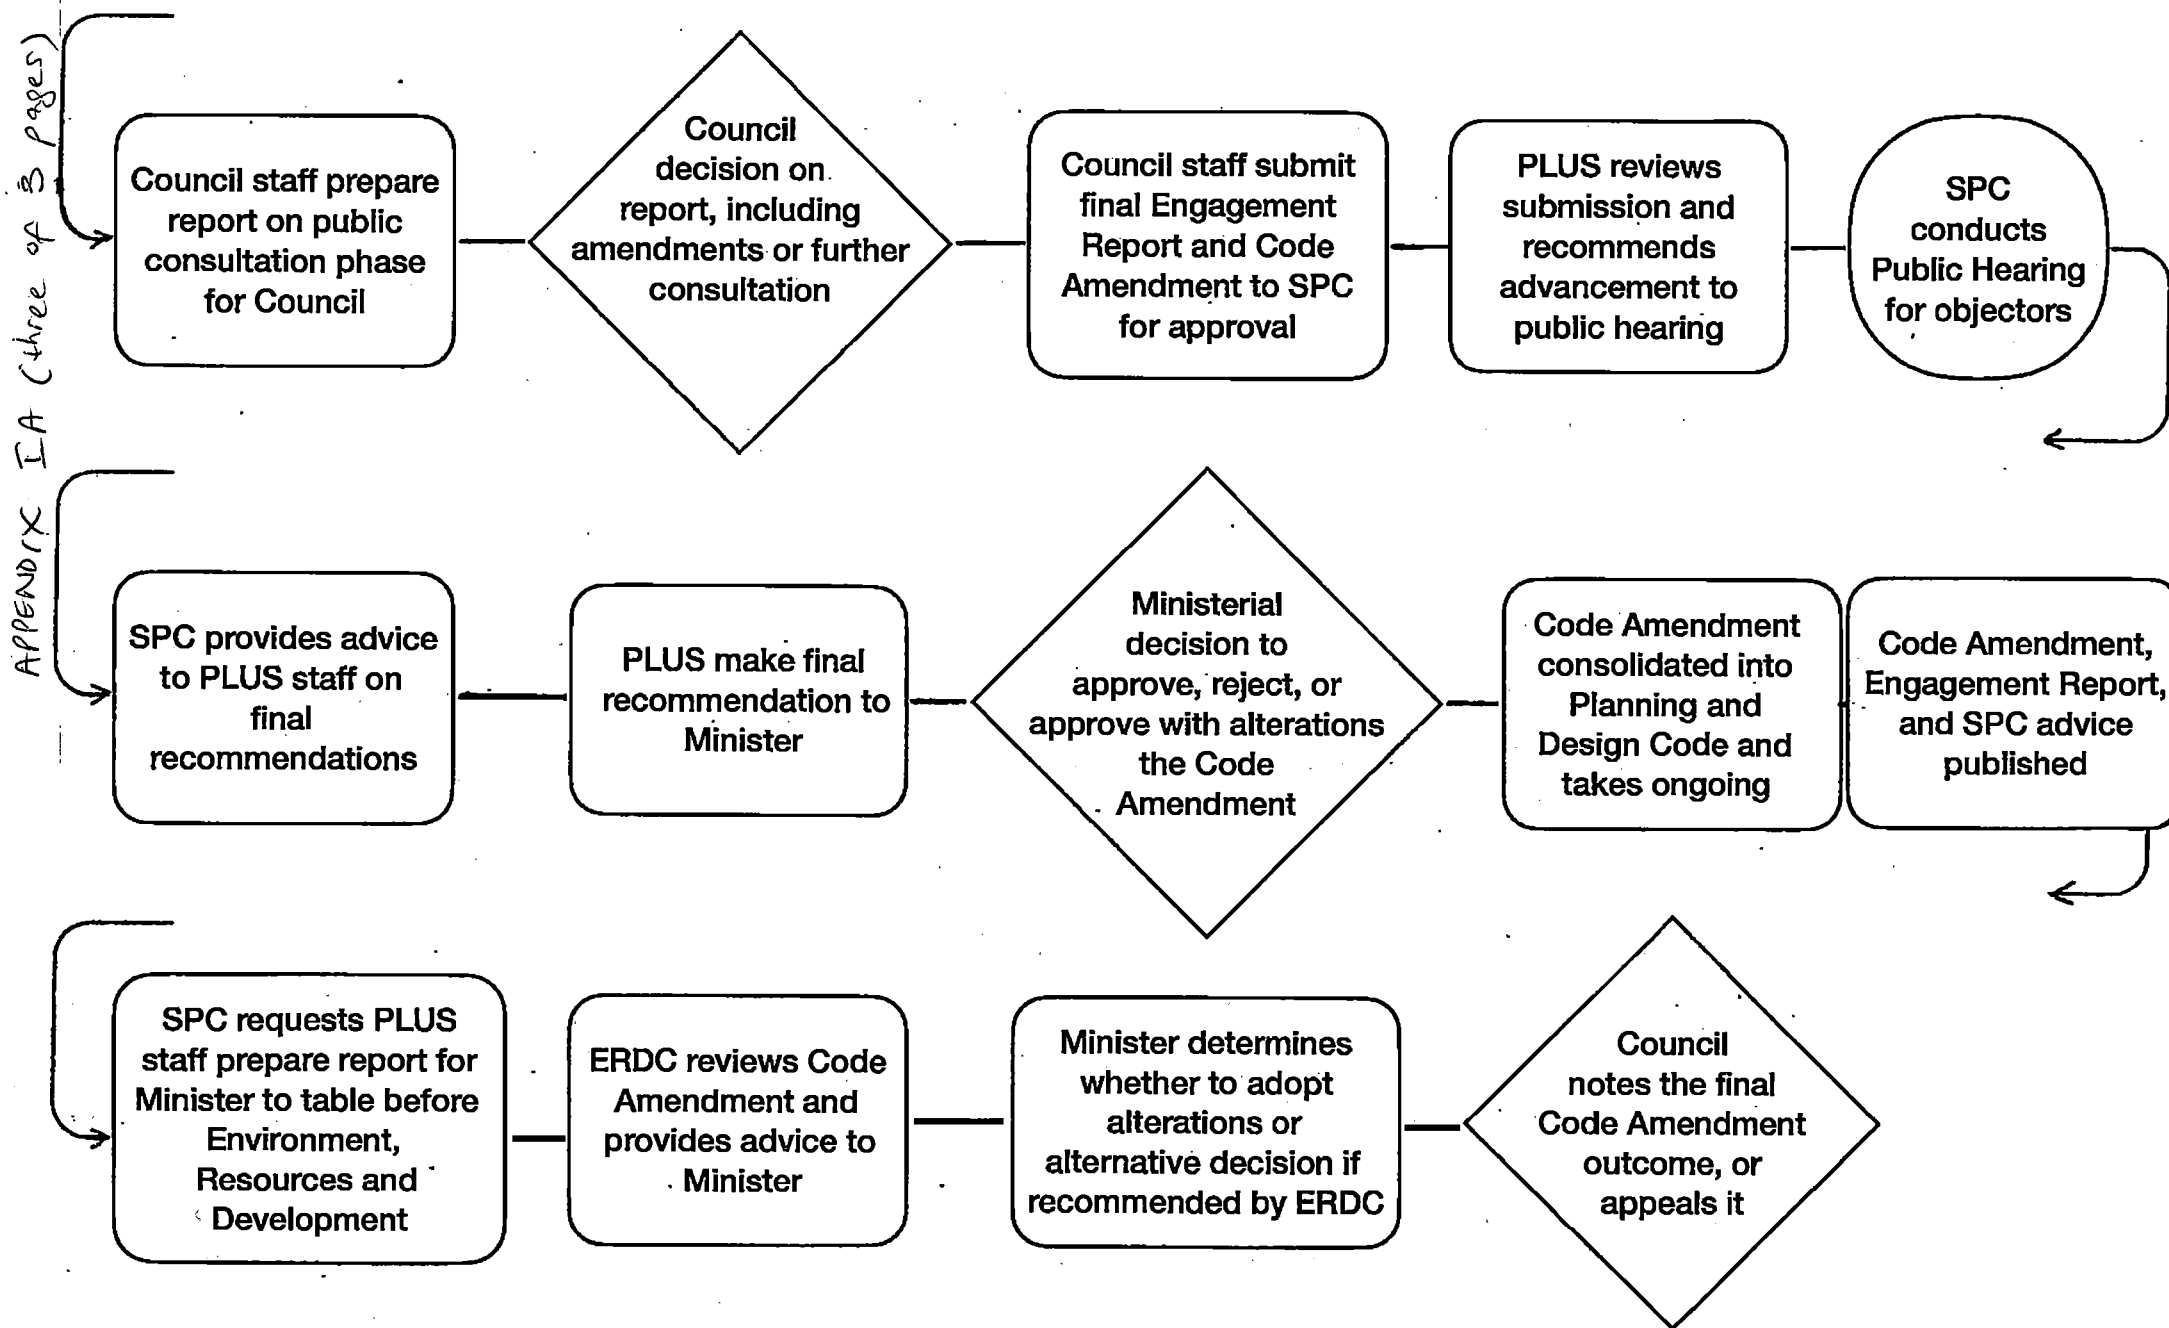 APPENDIX IA (three of 3 pages)
Council staff prepare
report on public
consultation phase
for Council
Council
decision on
report, including
amendments or further
consultation
Council staff submit
final Engagement
Report and Code
Amendment to SPC
for approval
PLUS reviews
submission and
recommends
advancement to
public hearing
SPC
conducts
Public Hearing
for objectors
SPC provides advice
to PLUS staff on
final
recommendations
PLUS make final
recommendation to
Minister
Ministerial
decision to
approve, reject, or
approve with alterations
the Code
Amendment
Code Amendment
consolidated into
Planning and
Design Code and
takes ongoing
Code Amendment,
Engagement Report,
and SPC advice
published
SPC requests PLUS
staff prepare report for
Minister to table before
Environment,
Resources and
Development
ERDC reviews Code
Amendment and
provides advice to
Minister
Minister determines
whether to adopt
alterations or
alternative decision if
recommended by ERDC
Council
notes the final
Code Amendment
outcome, or
appeals it